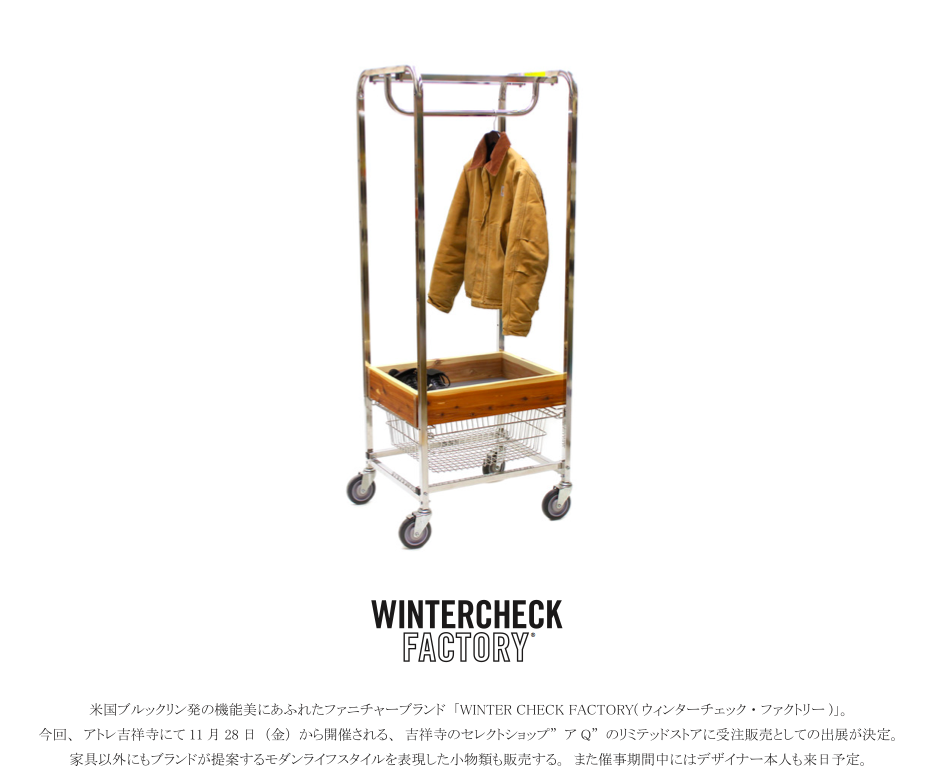 WINTERCHECK
FACTORY®
米国ブルックリン発の機能美にあふれたファニチャーブランド「WINTER CHECK FACTORY(ウィンターチェック・ファクトリー)」。
今回、アトレ吉祥寺にて11月28日（金）から開催される、吉祥寺のセレクトショップ”アQ”のリミテッドストアに受注販売としての出展が決定。
家具以外にもブランドが提案するモダンライフスタイルを表現した小物類も販売する。また催事期間中にはデザイナー本人も来日予定。